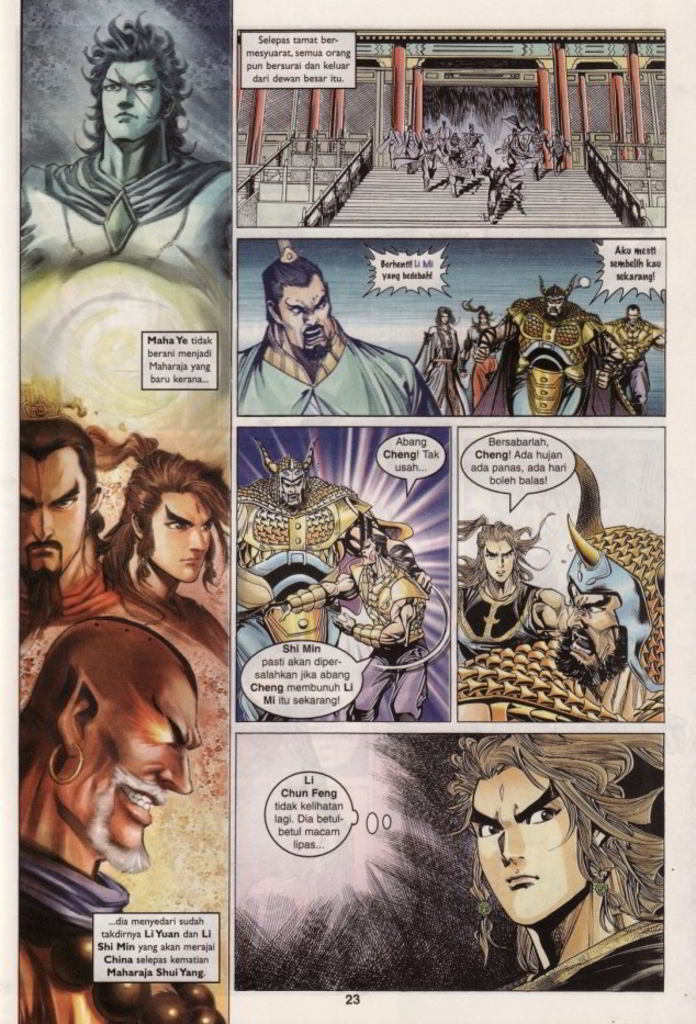 Maha Ye tidak
berani menjadi
Maharaja yang
baru kerana...
...dia menyedari sudah
takdirnya Li Yuan dan Li
Shi Min yang akan merajai
China selepas kematian
Maharaja Shui Yang.
Selepas tamat ber-
mesyuarat, semua orang
pun bersurai dan keluar
dari dewan besar itu.
Berhenti! Li Mi
yang bedebah!
Aku mesti
sembelih kau
sekarang!
Abang
Cheng! Tak
usah...
Shi Min
pasti akan diper-
salahkan jika abang
Cheng membunuh Li
Mi itu sekarang!
Bersabarlah,
Cheng! Ada hujan
ada panas, ada hari
boleh balas!
Li
Chun Feng
tidak kelihatan
lagi. Dia betul-
betul macam
lipas...
23